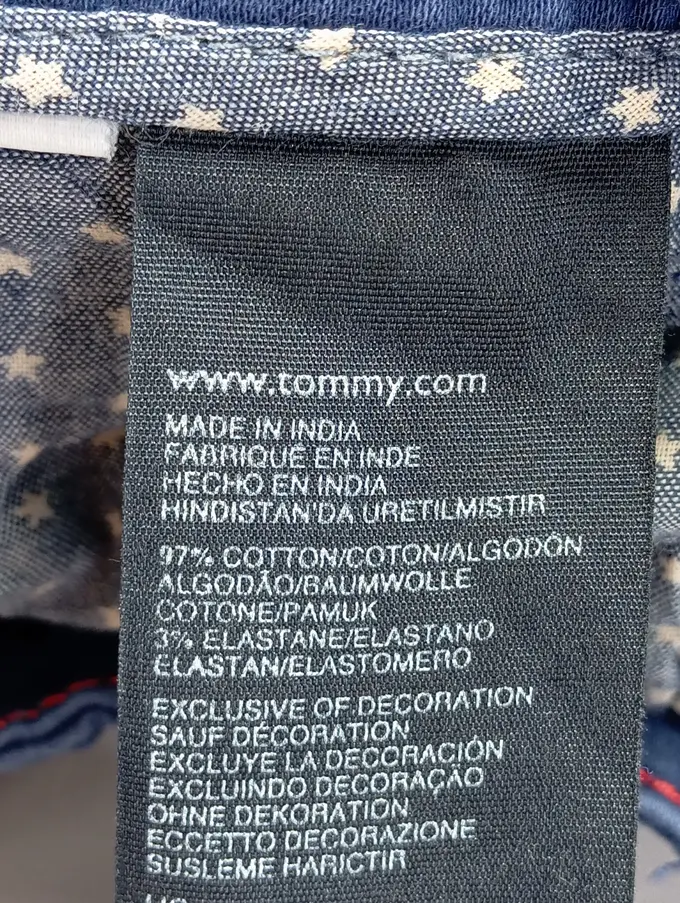 www.tommy.com
MADE IN INDIA
FABRIQUE EN INDE
HECHO EN INDIA
HINDISTAN'DA URETILMISTIR
97% COTTON/COTON/ALGODÓN
ALGODÃO/BAUMWOLLE
COTONE/PAMUK
3% ELASTANE/ELASTANO
ELASTAN/ELASTOMERO
EXCLUSIVE OF DECORATION
SAUF DÉCORATION
EXCLUYE LA DECORACIÓN
EXCLUINDO DECORAÇÃO
OHNE DEKORATION
ECCETTO DECORAZIONE
SUSLEME HARICTIR